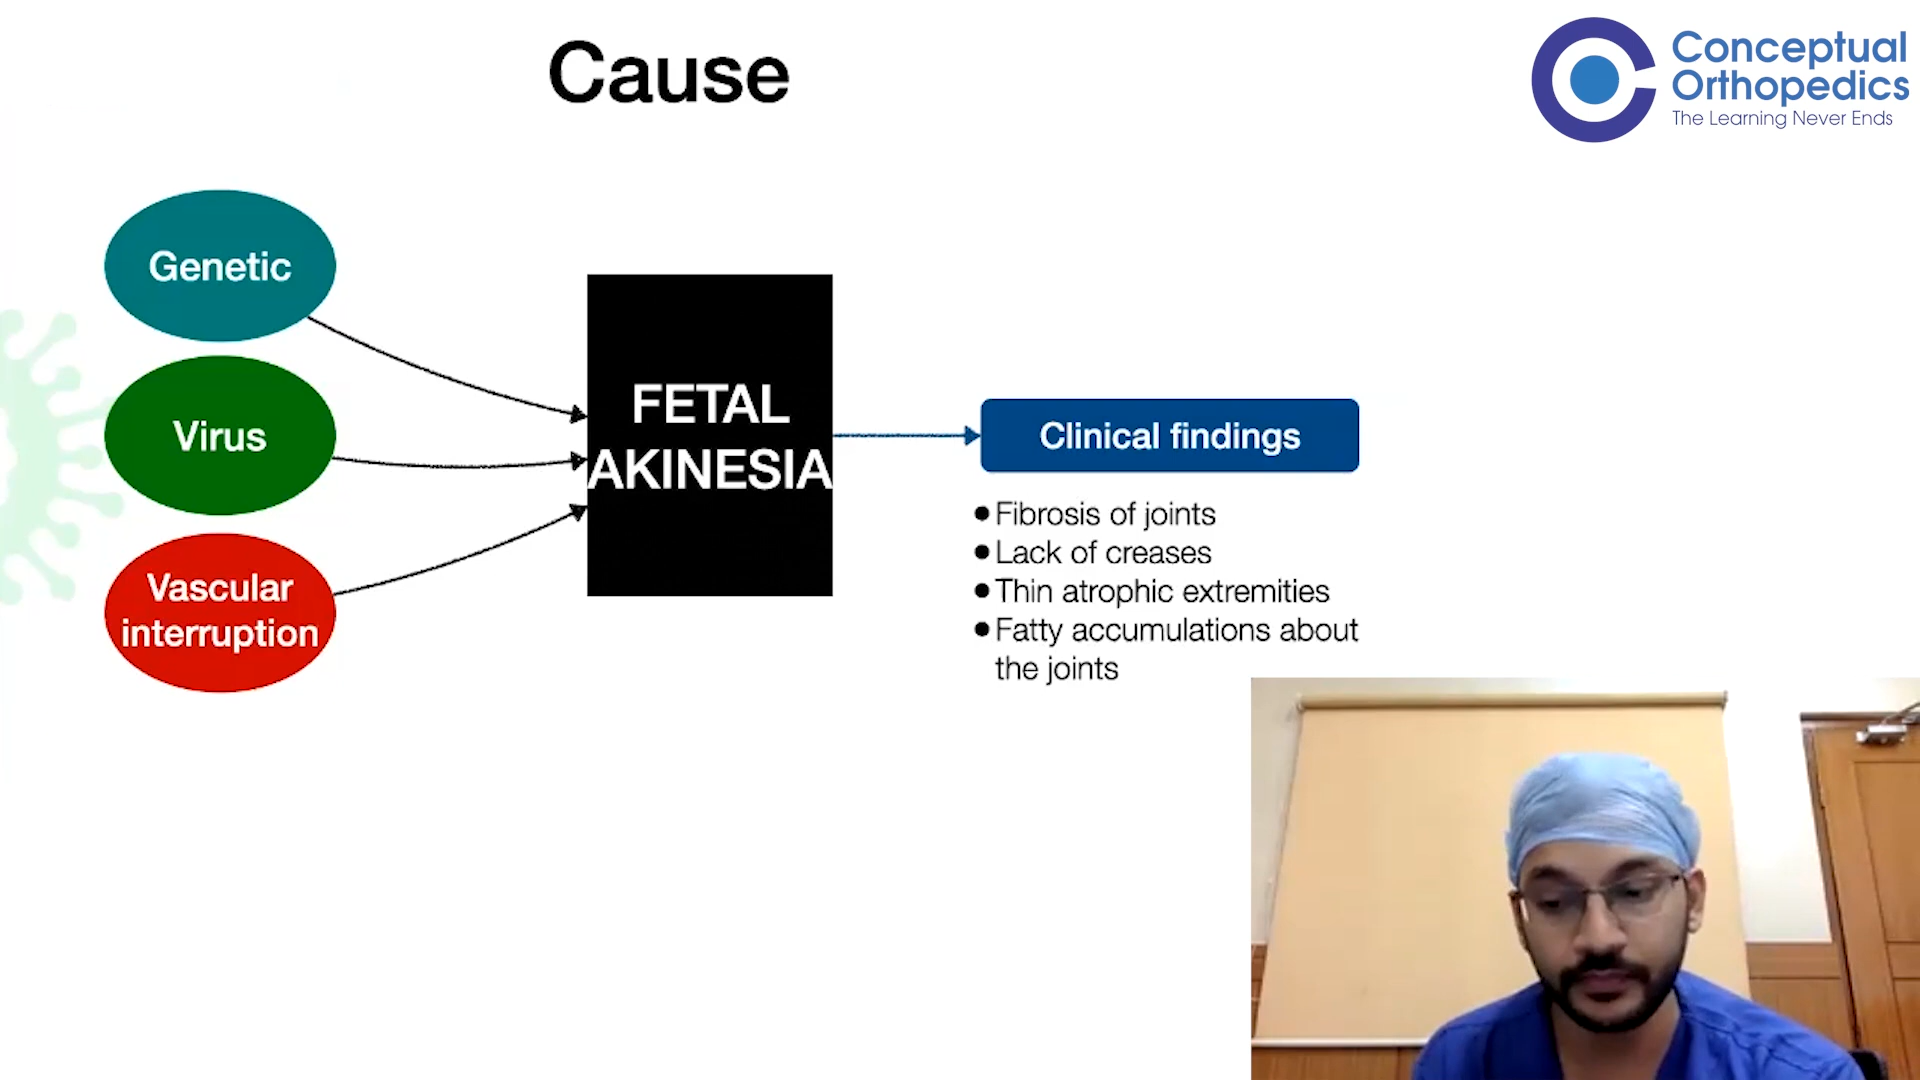 Cause
Conceptual
Orthopedics
The Learning Never Ends
Genetic
Virus
Vascular
interruption
FETAL
AKINESIA
Clinical findings
● Fibrosis of joints
● Lack of creases
● Thin atrophic extremities
● Fatty accumulations about
the joints